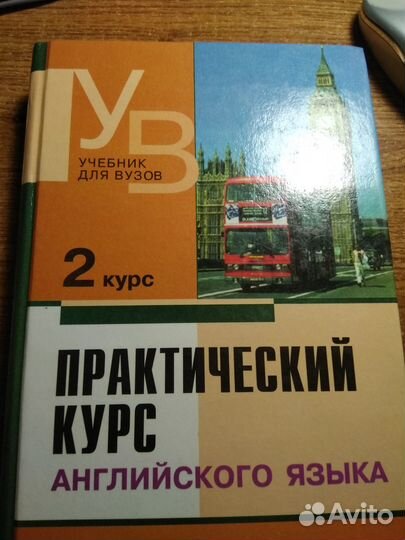 УВ
УЧЕБНИК
ДЛЯ ВУЗОВ
2 курс
ПРАКТИЧЕСКИЙ
КУРС
АНГЛИЙСКОГО ЯЗЫКА
Avito